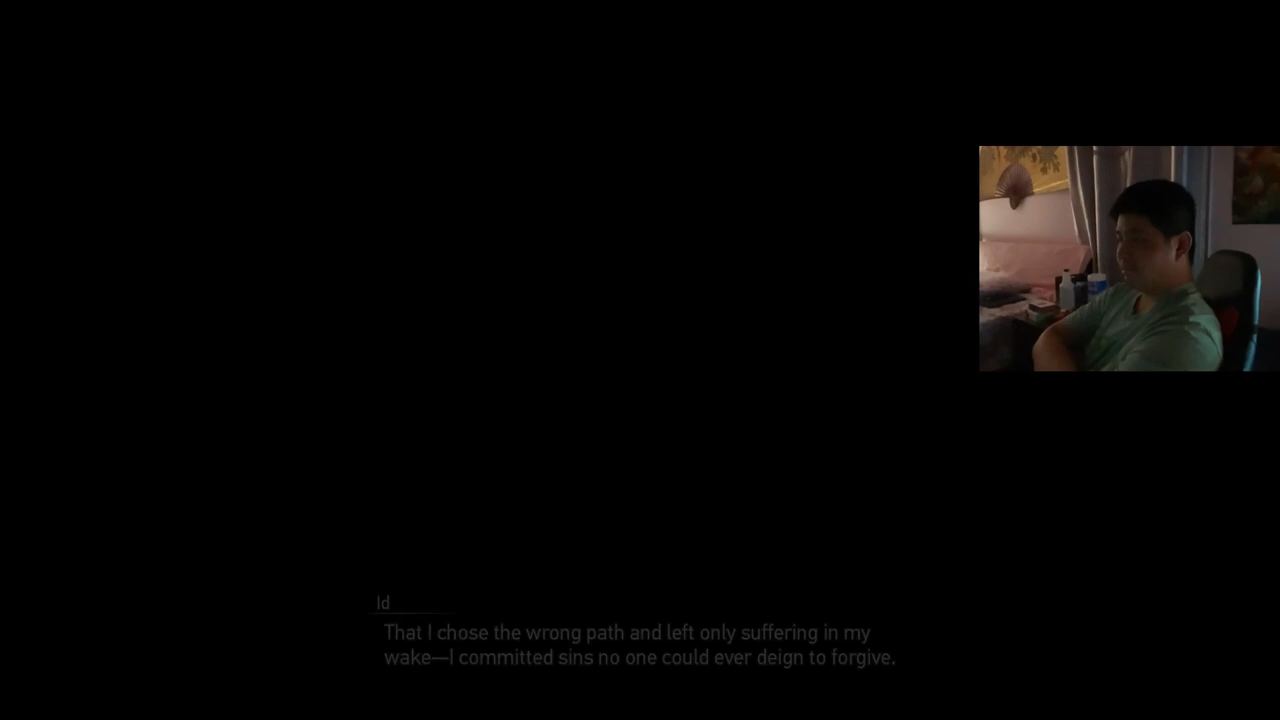 Id
That I chose the wrong path and left only suffering in my
wake—I committed sins no one could ever deign to forgive.